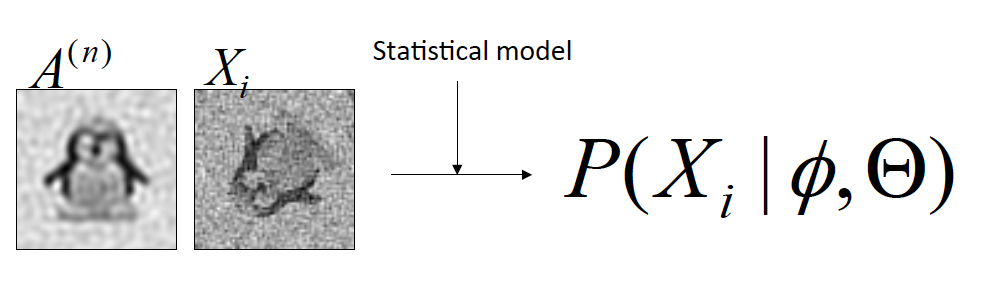 Statistical model
A^(n)
X_i
P(X_i | ϕ, Θ)